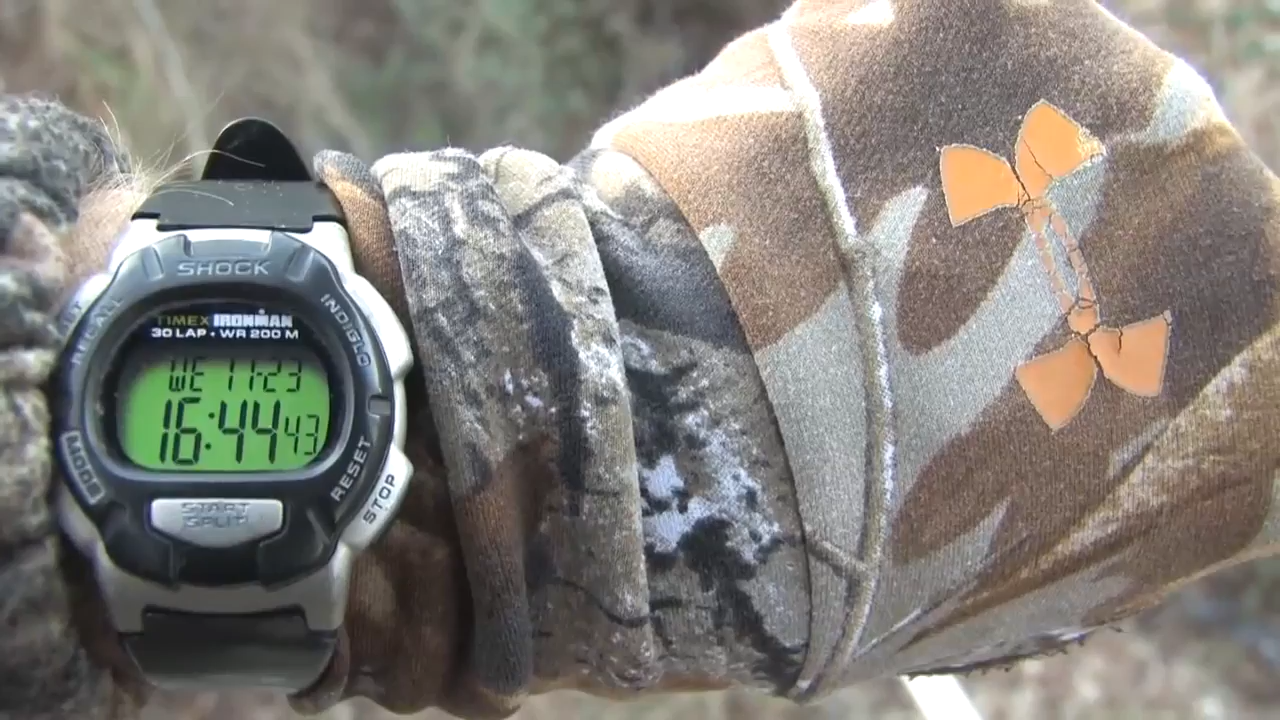 SHOCK
INDIGLO
TIMEX IRONMAN
30 LAP • WR 200 M
WE 11-23
16:44 43
MODE
RESET
STOP
START
SPLIT